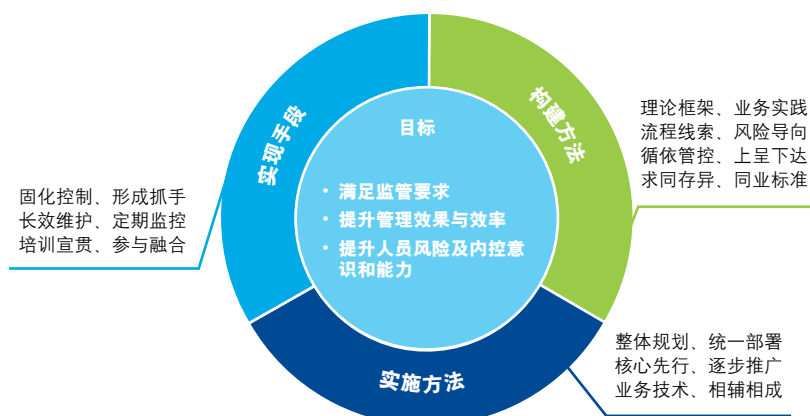 实现手段
构建方法
目标
• 满足监管要求
• 提升管理效果与效率
• 提升人员风险及内控意
识和能力
实施方法
理论框架、业务实践
流程线索、风险导向
循依管控、上呈下达
求同存异、同业标准
固化控制、形成抓手
长效维护、定期监控
培训宣贯、参与融合
整体规划、统一部署
核心先行、逐步推广
业务技术、相辅相成